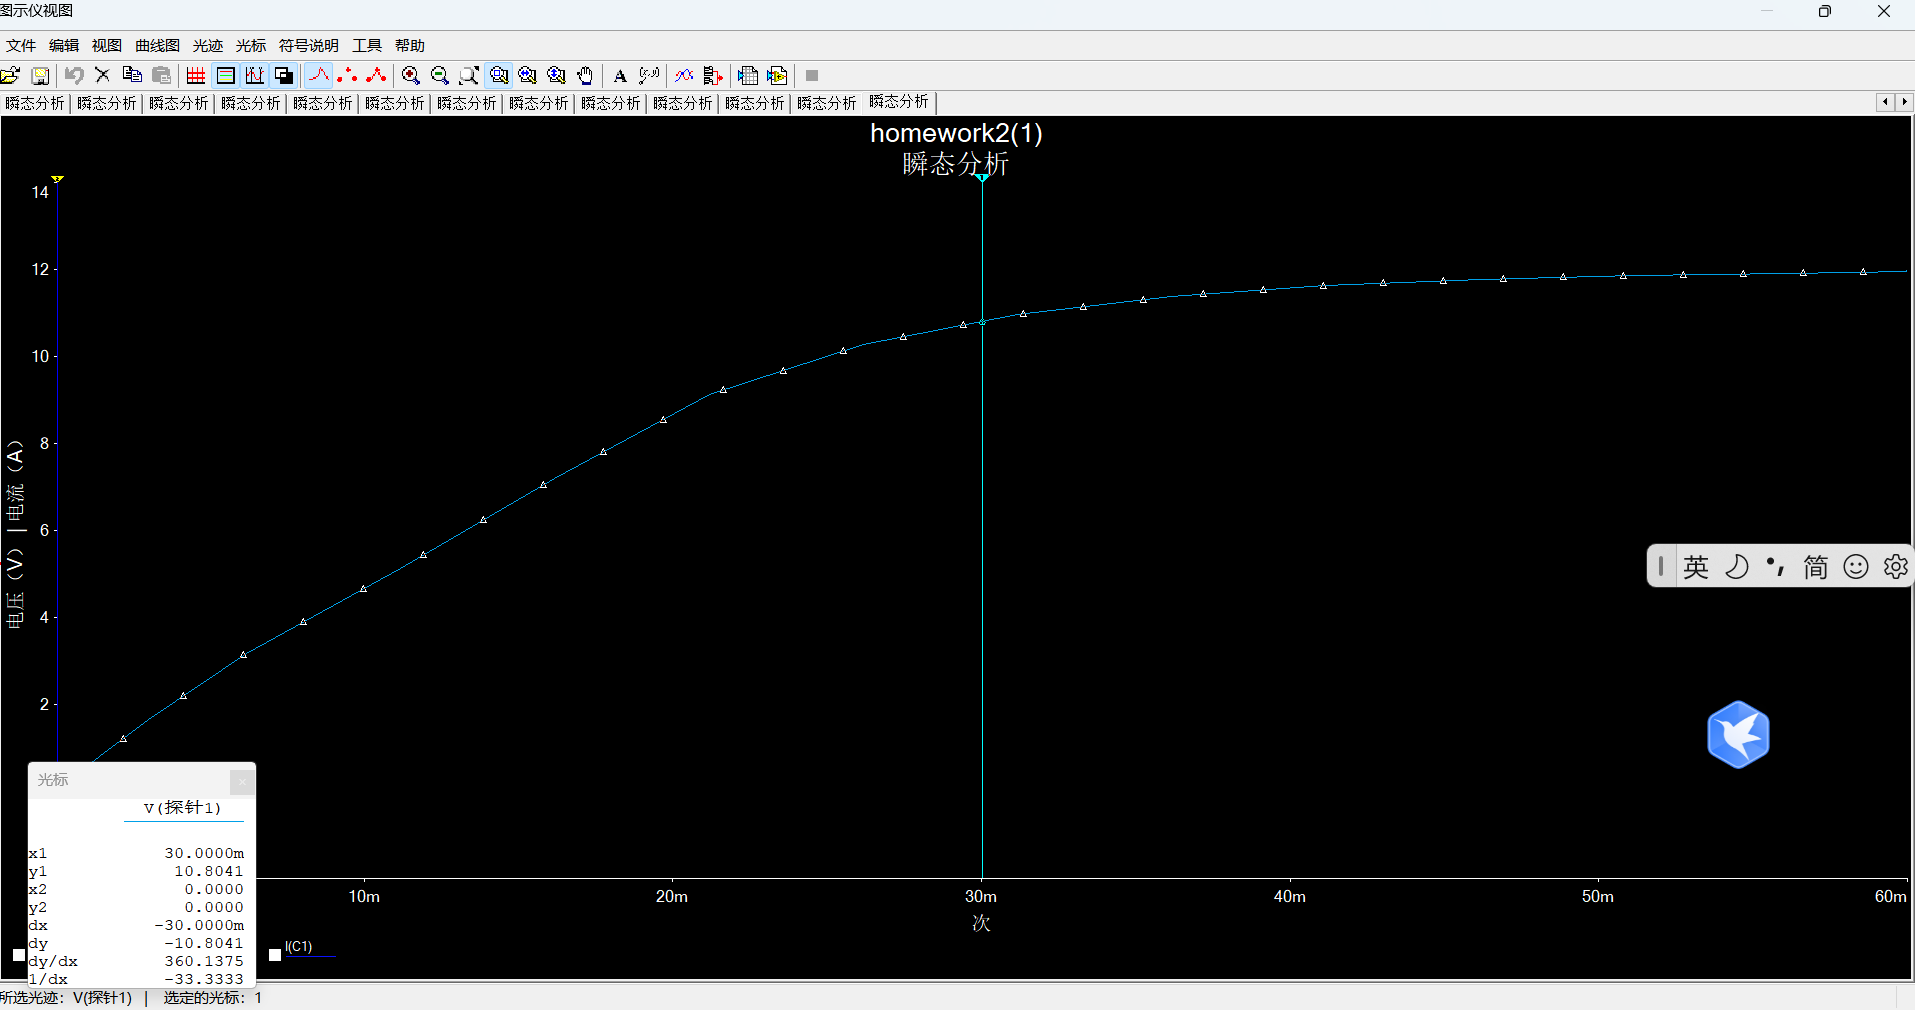 图示仪视图
文件 编辑 视图 曲线图 光迹 光标 符号说明 工具 帮助
瞬态分析 瞬态分析 瞬态分析 瞬态分析 瞬态分析 瞬态分析 瞬态分析 瞬态分析 瞬态分析 瞬态分析 瞬态分析 瞬态分析 瞬态分析
homework2(1)
瞬态分析
14
12
10
8
6
4
2
电压（V）|电流（A）
英 简
光标
V(探针1)
x1 30.0000m
y1 10.8041
x2 0.0000
y2 0.0000
dx -30.0000m
dy -10.8041
dy/dx 360.1375
1/dx -33.3333
10m 20m 30m 40m 50m 60m
次
I(C1)
所选光迹: V(探针1) | 选定的光标: 1